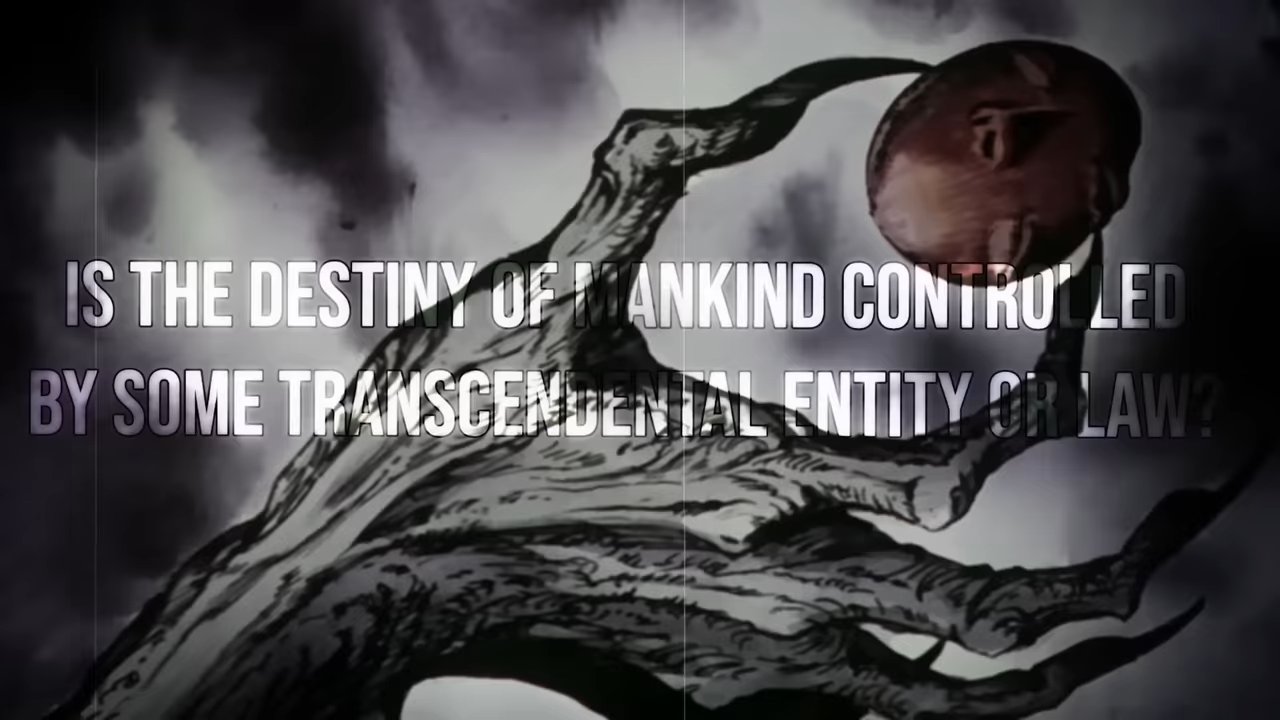 IS THE DESTINY OF MANKIND CONTROLLED
BY SOME TRANSCENDENTAL ENTITY OR LAW?